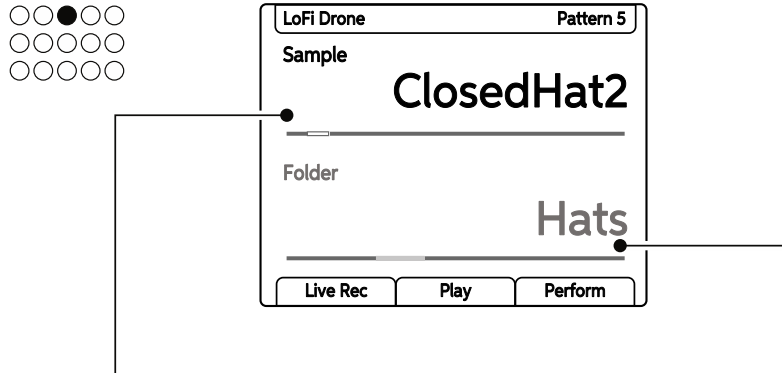 LoFi Drone Pattern 5
Sample
ClosedHat2
Folder
Hats
Live Rec Play Perform